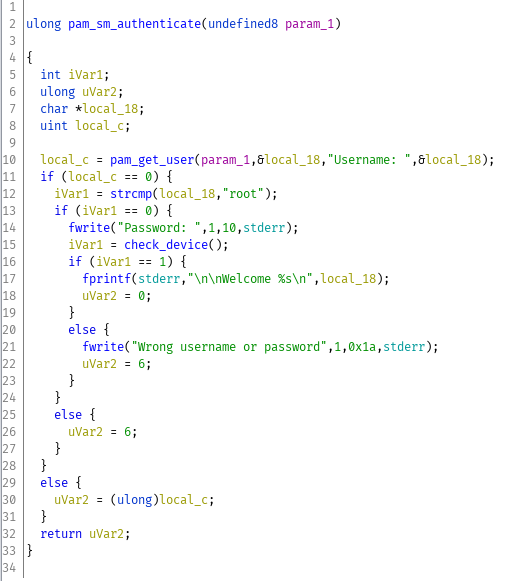 1
2 ulong pam_sm_authenticate(undefined8 param_1)
3
4 {
5   int iVar1;
6   ulong uVar2;
7   char *local_18;
8   uint local_c;
9
10   local_c = pam_get_user(param_1,&local_18,"Username: ",&local_18);
11   if (local_c == 0) {
12     iVar1 = strcmp(local_18,"root");
13     if (iVar1 == 0) {
14       fwrite("Password: ",1,10,stderr);
15       iVar1 = check_device();
16       if (iVar1 == 1) {
17         fprintf(stderr,"\n\nWelcome %s\n",local_18);
18         uVar2 = 0;
19       }
20       else {
21         fwrite("Wrong username or password",1,0x1a,stderr);
22         uVar2 = 6;
23       }
24     }
25     else {
26       uVar2 = 6;
27     }
28   }
29   else {
30     uVar2 = (ulong)local_c;
31   }
32   return uVar2;
33 }
34